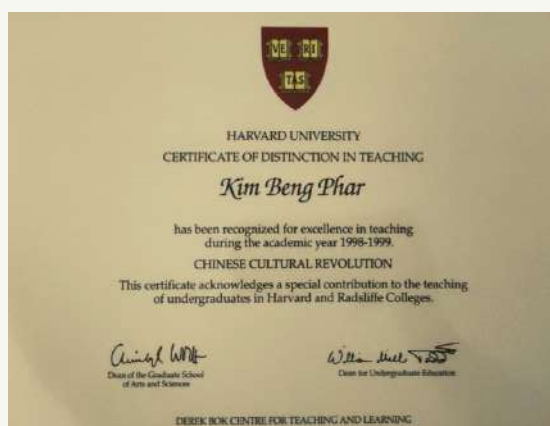 VE RI
TAS
HARVARD UNIVERSITY
CERTIFICATE OF DISTINCTION IN TEACHING
Kim Beng Phar
has been recognized for excellence in teaching
during the academic year 1998-1999.
CHINESE CULTURAL REVOLUTION
This certificate acknowledges a special contribution to the teaching
of undergraduates in Harvard and Radsliffe Colleges.
Dean of the Graduate School
of Arts and Sciences
Dean for Undergraduate Education
DEREK BOK CENTRE FOR TEACHING AND LEARNING